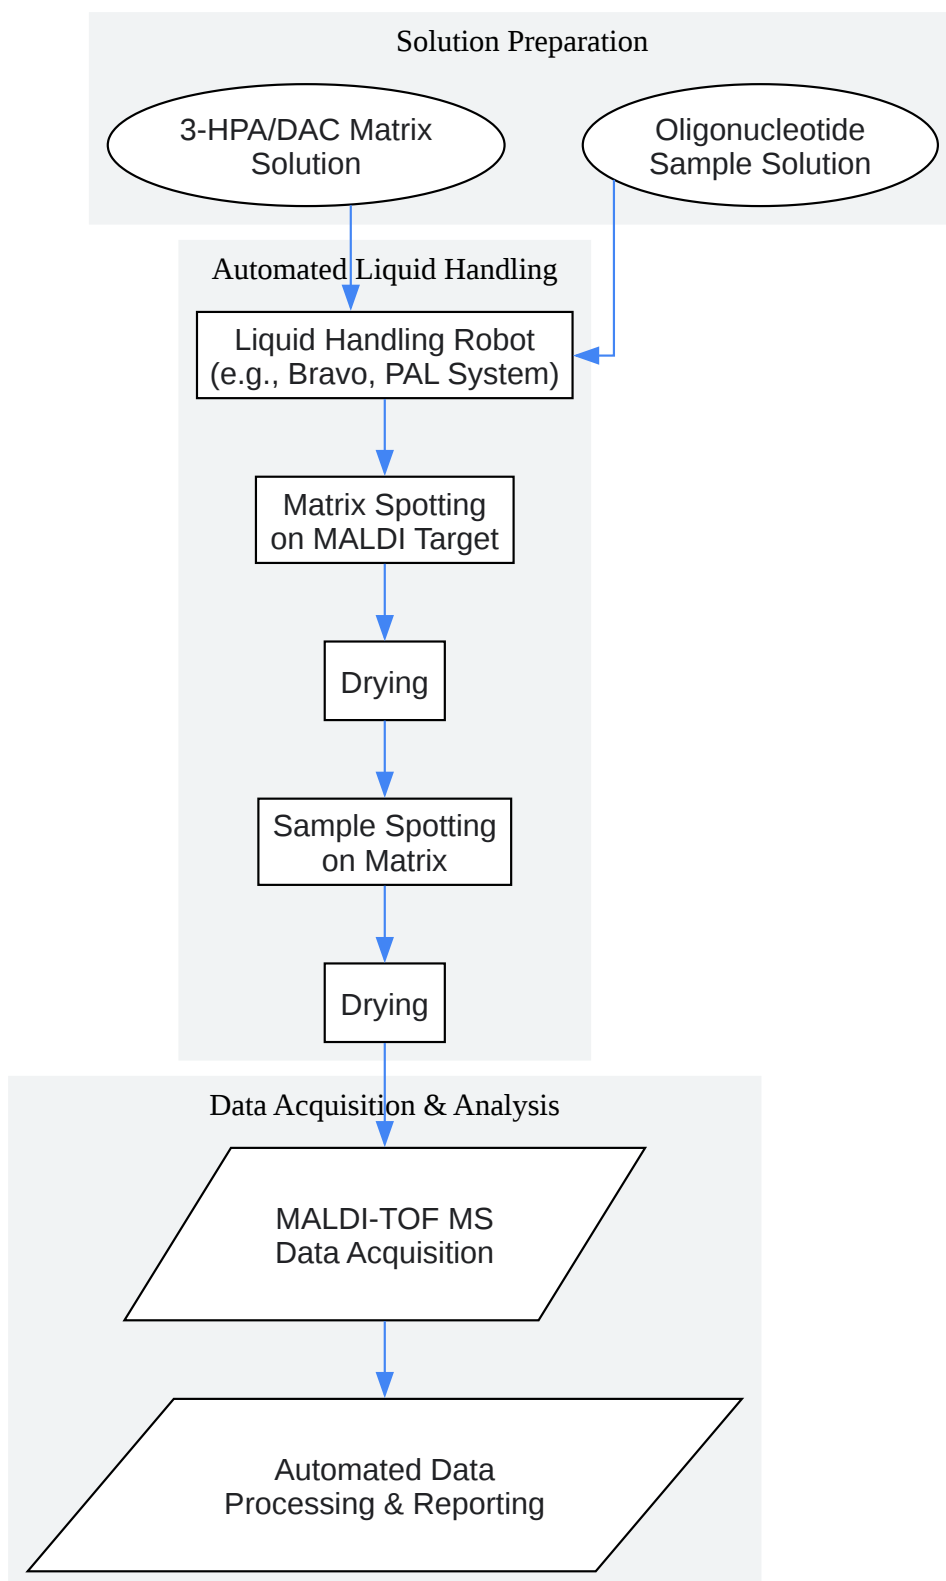 Solution Preparation
3-HPA/DAC Matrix
Solution
Oligonucleotide
Sample Solution
Automated Liquid Handling
Liquid Handling Robot
(e.g., Bravo, PAL System)
Matrix Spotting
on MALDI Target
Drying
Sample Spotting
on Matrix
Drying
Data Acquisition & Analysis
MALDI-TOF MS
Data Acquisition
Automated Data
Processing & Reporting